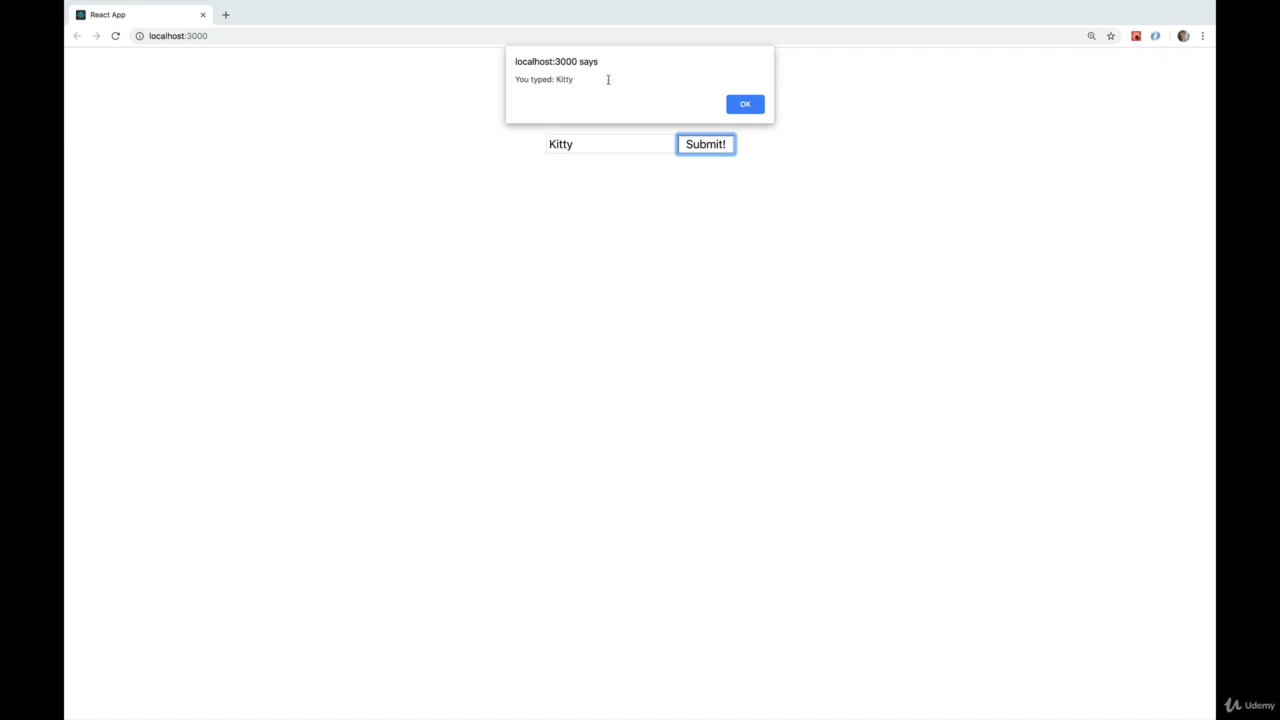 React App
localhost:3000
localhost:3000 says
You typed: Kitty
OK
Kitty
Submit!
Udemy